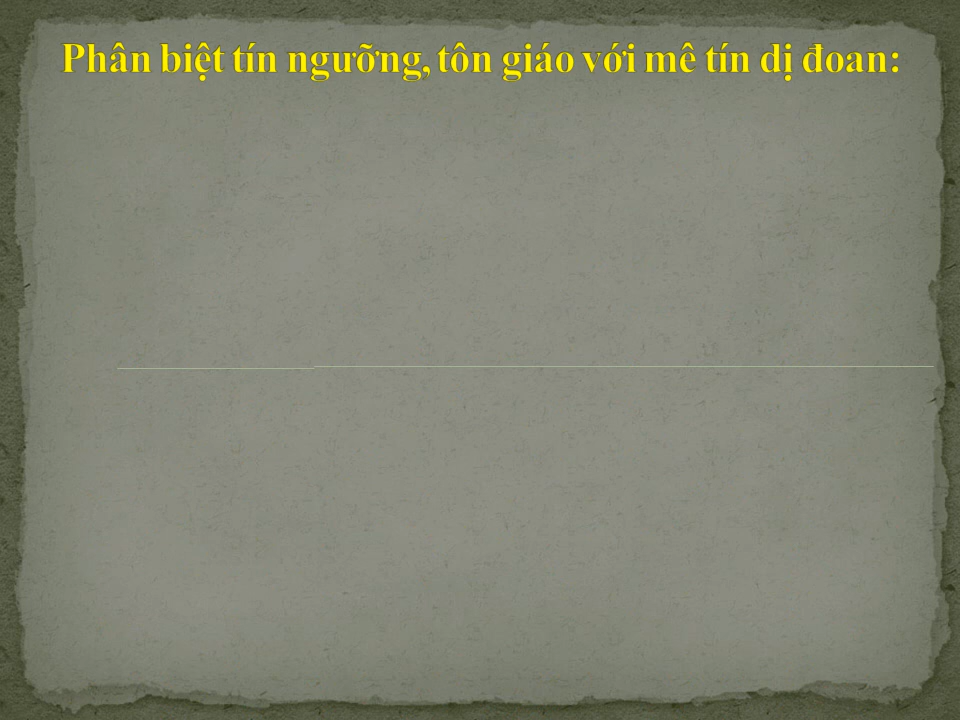 Phân biệt tín ngưỡng, tôn giáo với mê tín dị đoan: